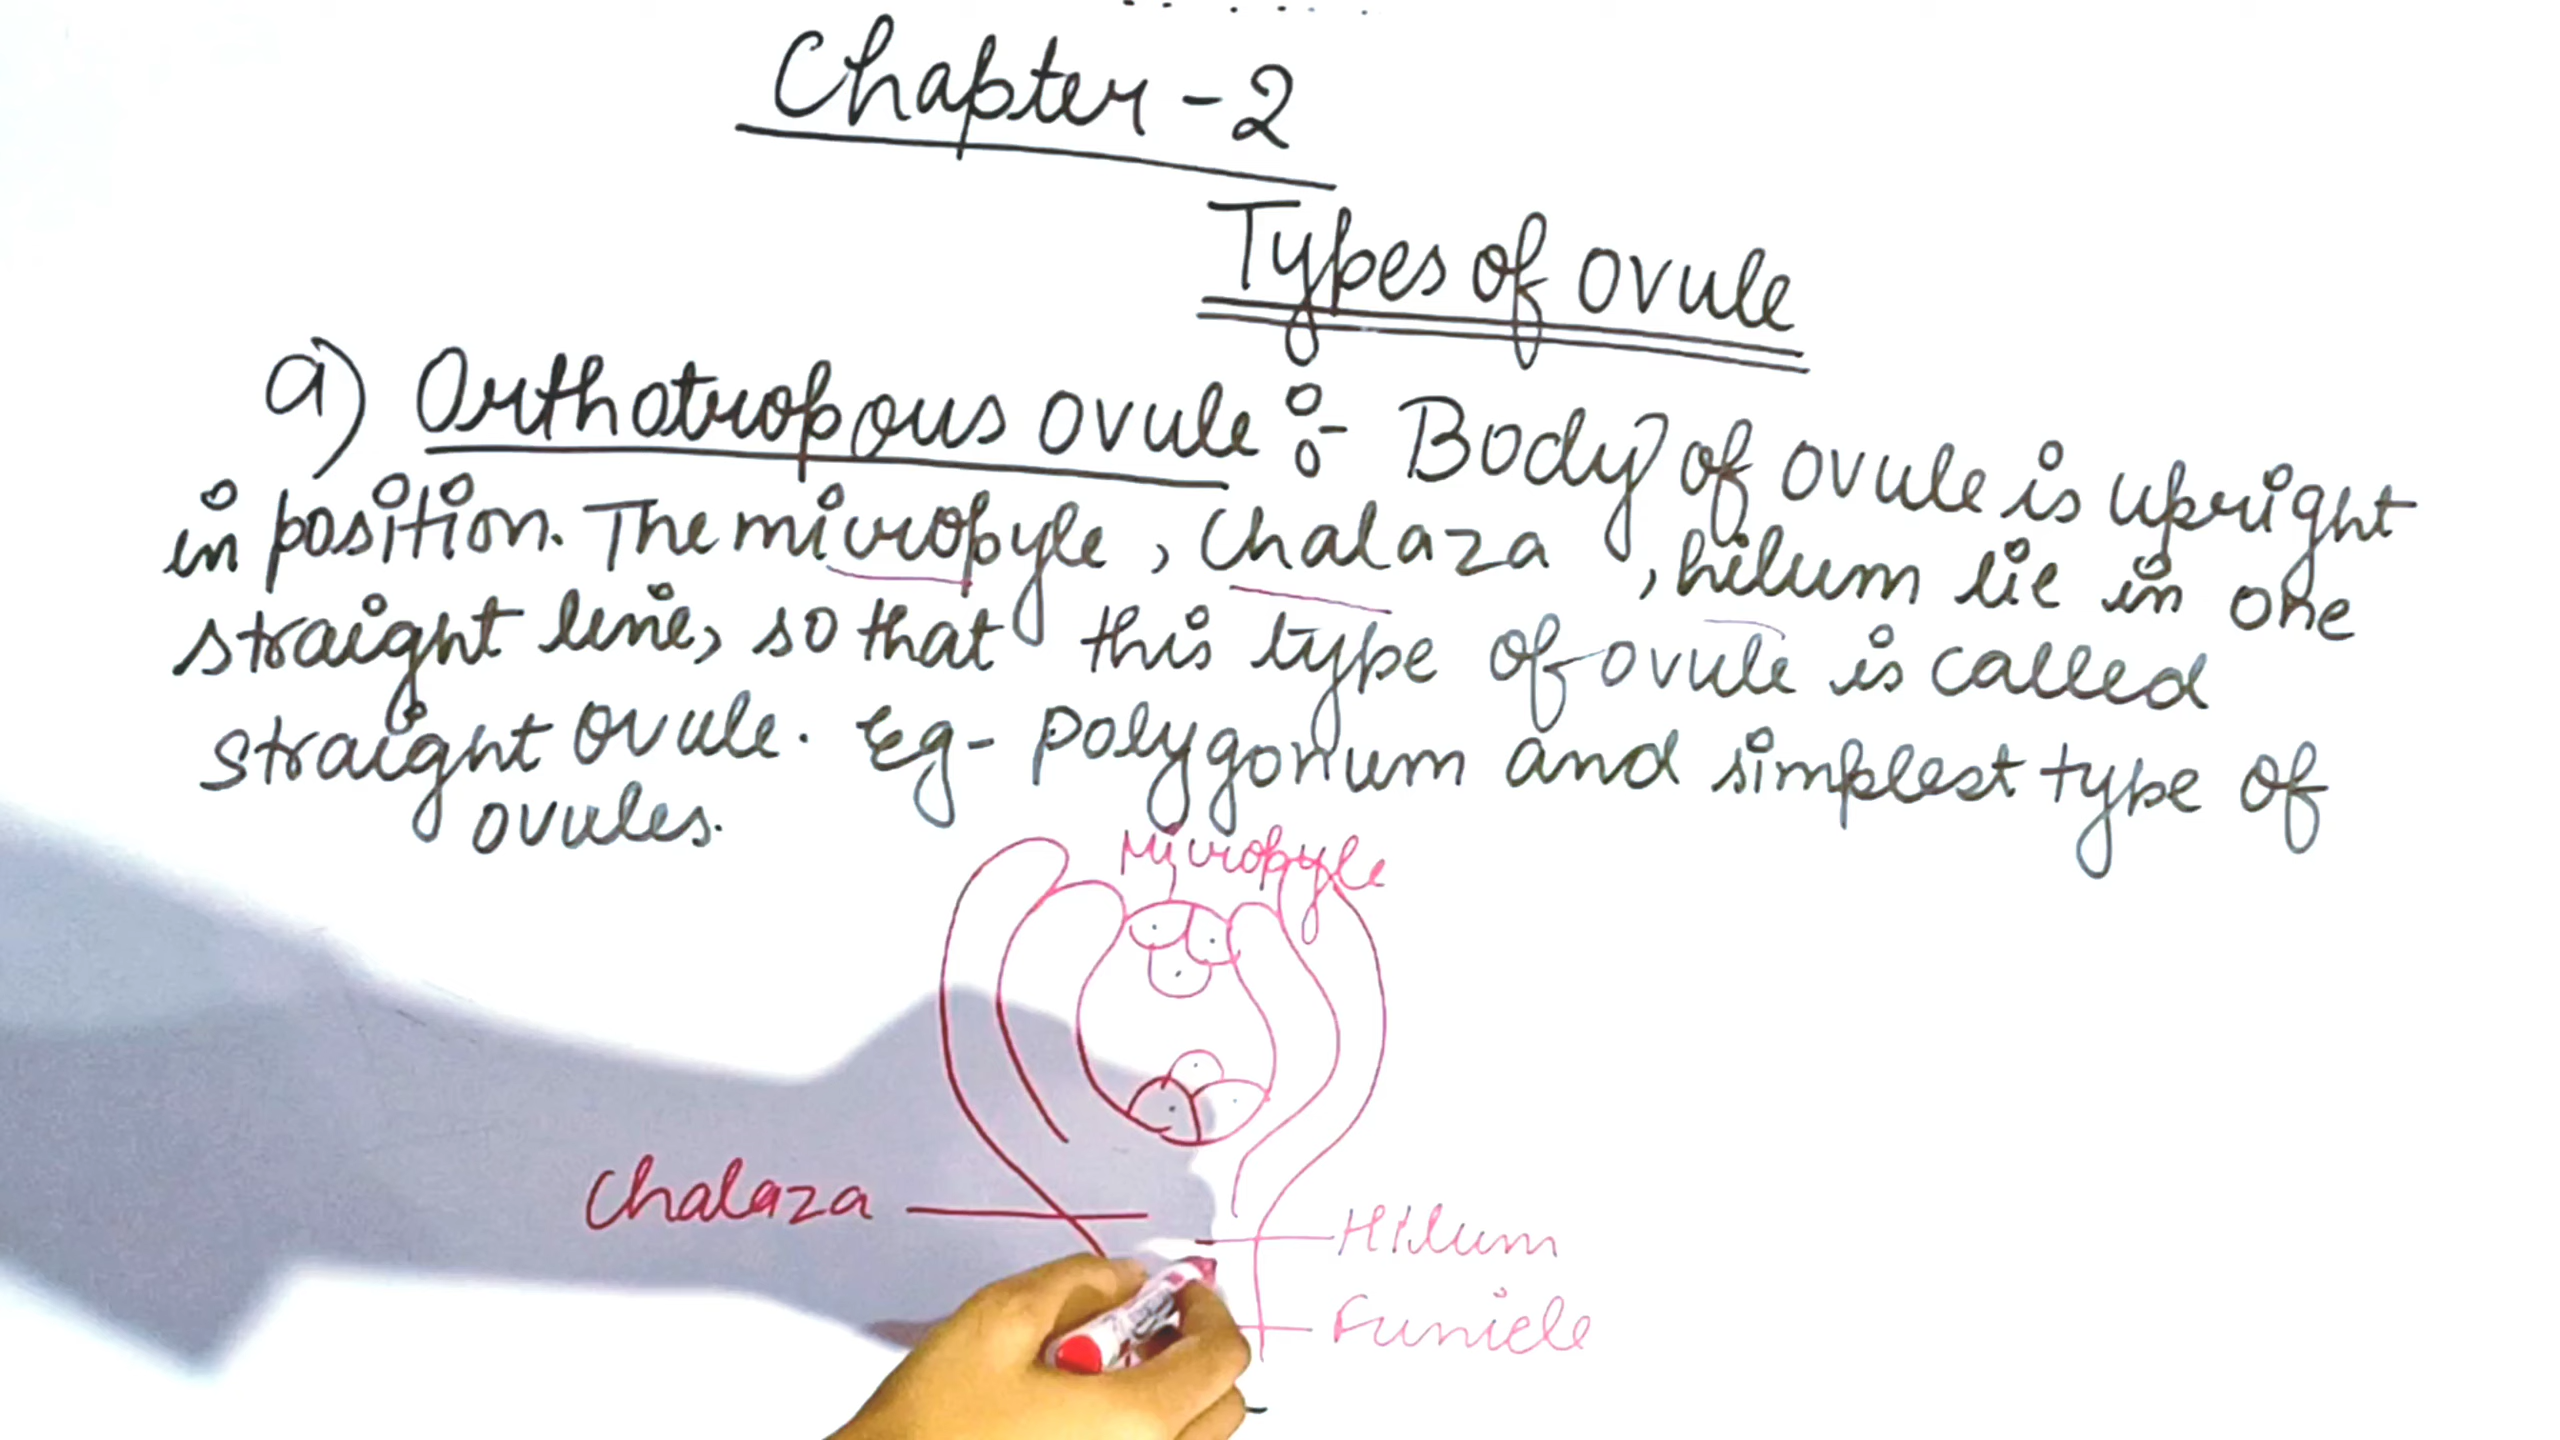 Chapter - 2
Types of ovule
a) Orthotropous ovule :- Body of ovule is upright
in position. The micropyle, chalaza, hilum lie in one
straight line, so that this type of ovule is called
straight ovule. Eg- polygonum and simplest type of
ovules.
Micropyle
Chalaza
Hilum
Funicle